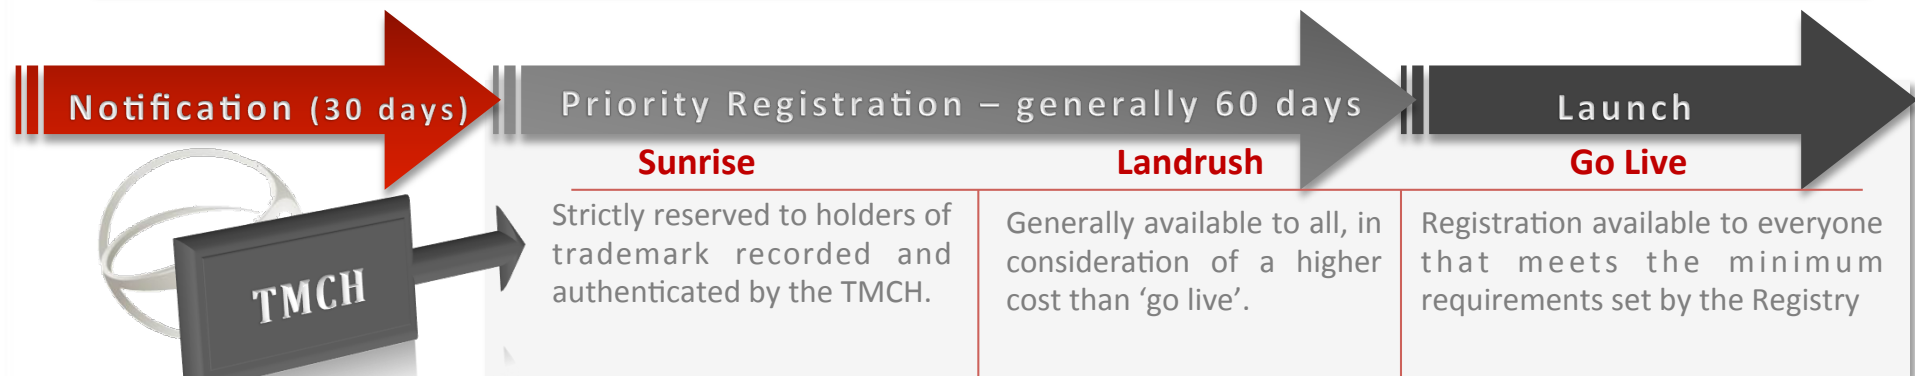 Notification (30 days)
Priority Registration – generally 60 days
Launch
Sunrise
Landrush
Go Live
Strictly reserved to holders of
trademark recorded and
authenticated by the TMCH.
Generally available to all, in
consideration of a higher
cost than ‘go live’.
Registration available to everyone
that meets the minimum
requirements set by the Registry
TMCH